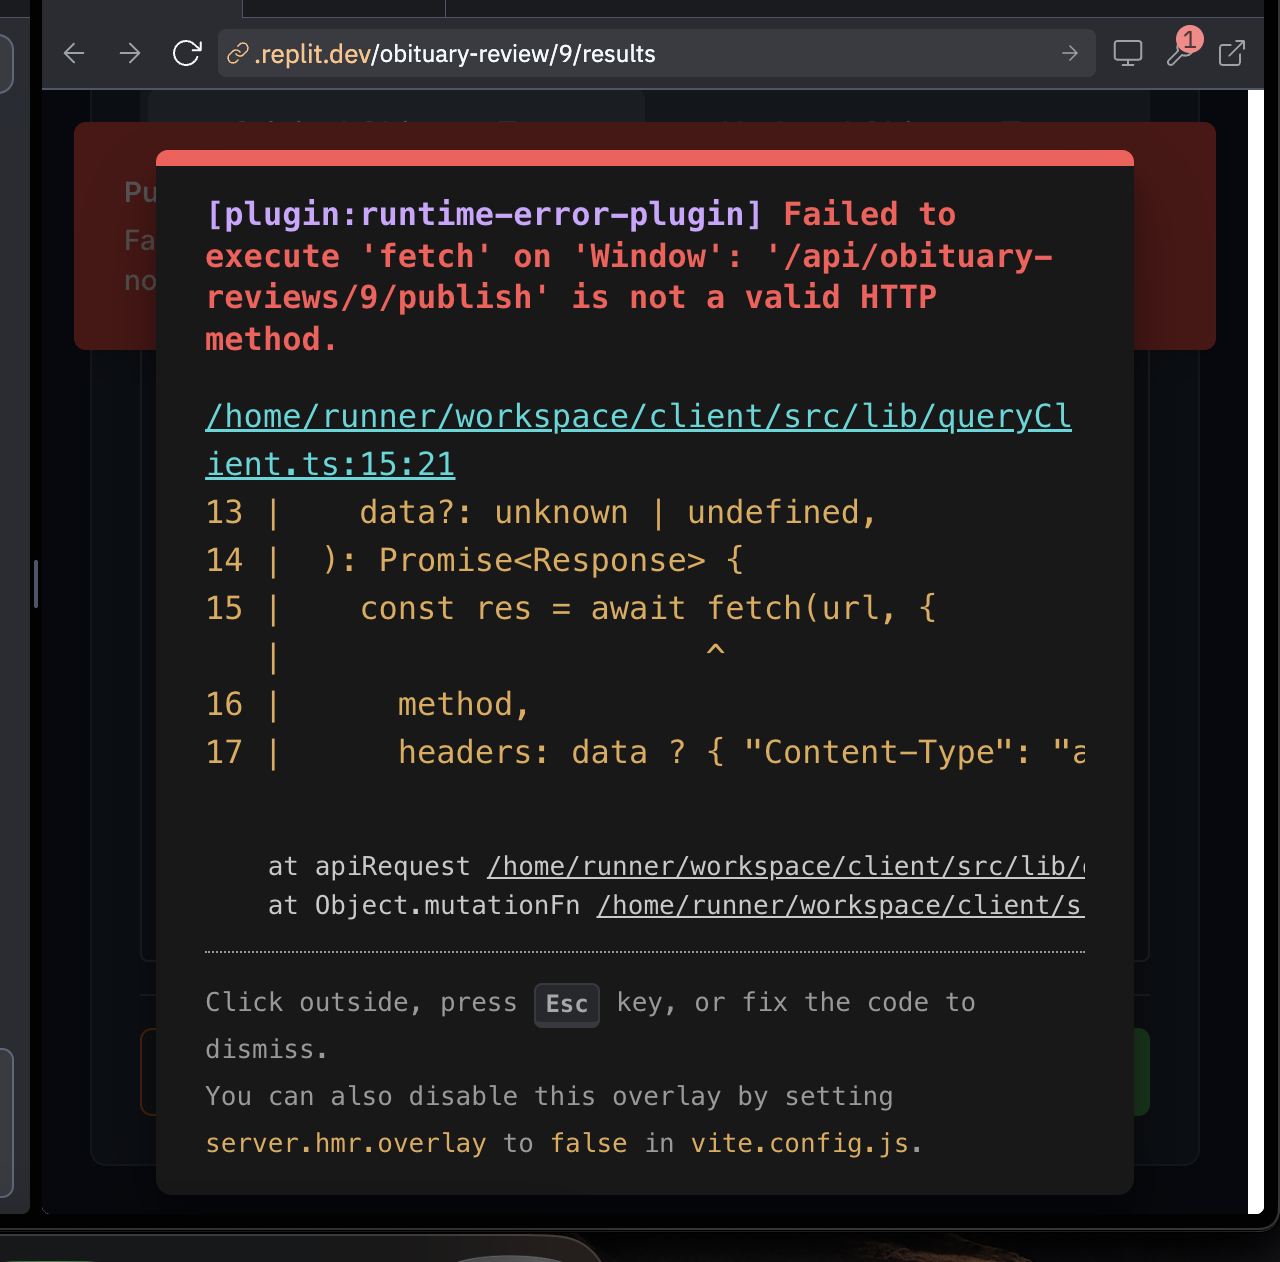 .replit.dev/obituary-review/9/results
1
Pu
Fa
no
[plugin:runtime-error-plugin] Failed to
execute 'fetch' on 'Window': '/api/obituary-
reviews/9/publish' is not a valid HTTP
method.
/home/runner/workspace/client/src/lib/queryCl
ient.ts:15:21
13 |    data?: unknown | undefined,
14 |  ): Promise<Response> {
15 |    const res = await fetch(url, {
   |                      ^
16 |      method,
17 |      headers: data ? { "Content-Type": "a
at apiRequest /home/runner/workspace/client/src/lib/
at Object.mutationFn /home/runner/workspace/client/s
Click outside, press Esc key, or fix the code to
dismiss.
You can also disable this overlay by setting
server.hmr.overlay to false in vite.config.js.